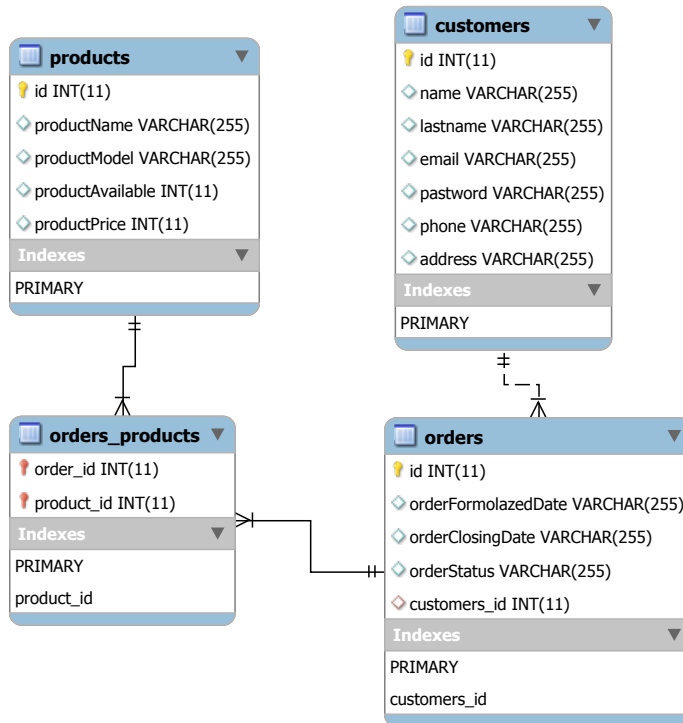 products
id INT(11)
productName VARCHAR(255)
productModel VARCHAR(255)
productAvailable INT(11)
productPrice INT(11)
Indexes
PRIMARY
customers
id INT(11)
name VARCHAR(255)
lastname VARCHAR(255)
email VARCHAR(255)
pastword VARCHAR(255)
phone VARCHAR(255)
address VARCHAR(255)
Indexes
PRIMARY
orders_products
order_id INT(11)
product_id INT(11)
Indexes
PRIMARY
product_id
orders
id INT(11)
orderFormolazedDate VARCHAR(255)
orderClosingDate VARCHAR(255)
orderStatus VARCHAR(255)
customers_id INT(11)
Indexes
PRIMARY
customers_id